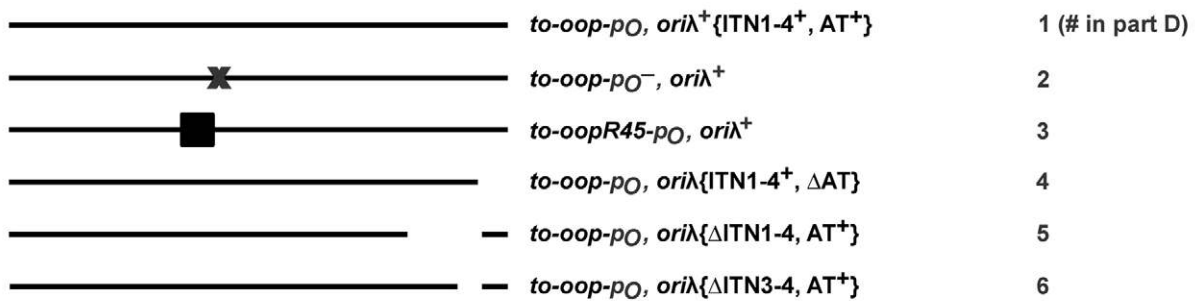 to-oop-pO, oriλ+{ITN1-4+, AT+} 1 (# in part D)
to-oop-pO–, oriλ+ 2
to-oopR45-pO, oriλ+ 3
to-oop-pO, oriλ{ITN1-4+, ΔAT} 4
to-oop-pO, oriλ{ΔITN1-4, AT+} 5
to-oop-pO, oriλ{ΔITN3-4, AT+} 6